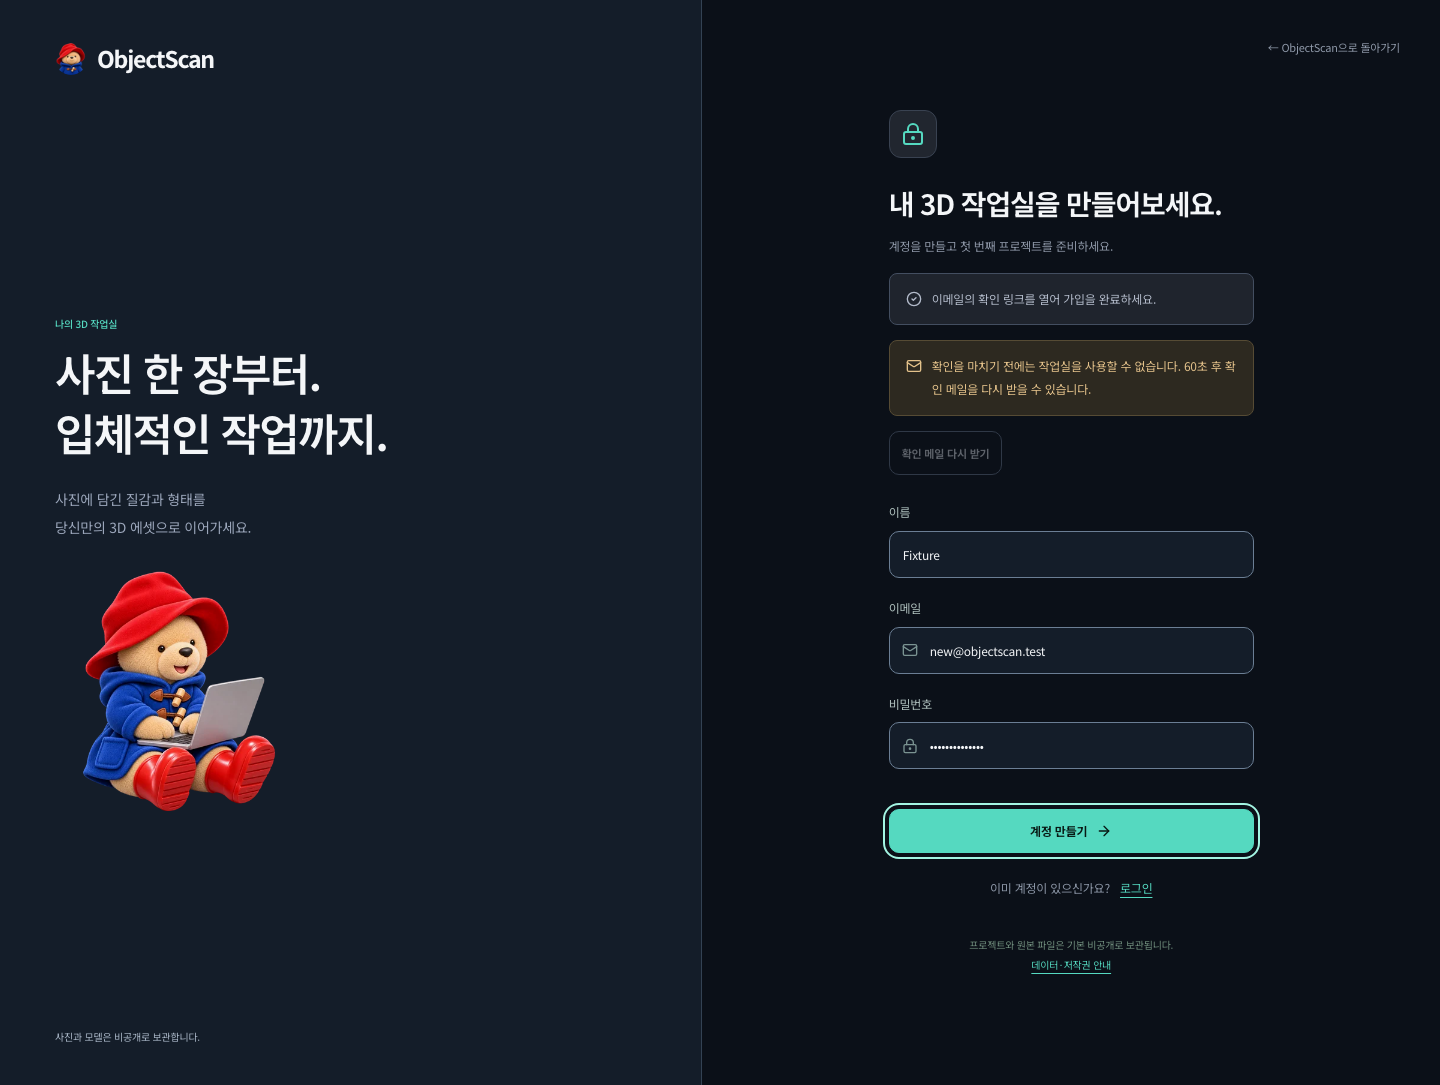 ObjectScan
나의 3D 작업실
사진 한 장부터.
입체적인 작업까지.
사진에 담긴 질감과 형태를
당신만의 3D 에셋으로 이어가세요.
사진과 모델은 비공개로 보관합니다.
← ObjectScan으로 돌아가기
내 3D 작업실을 만들어보세요.
계정을 만들고 첫 번째 프로젝트를 준비하세요.
이메일의 확인 링크를 열어 가입을 완료하세요.
확인을 마치기 전에는 작업실을 사용할 수 없습니다. 60초 후 확
인 메일을 다시 받을 수 있습니다.
확인 메일 다시 받기
이름
Fixture
이메일
new@objectscan.test
비밀번호
••••••••••••••
계정 만들기 →
이미 계정이 있으신가요? 로그인
프로젝트와 원본 파일은 기본 비공개로 보관됩니다.
데이터·저작권 안내